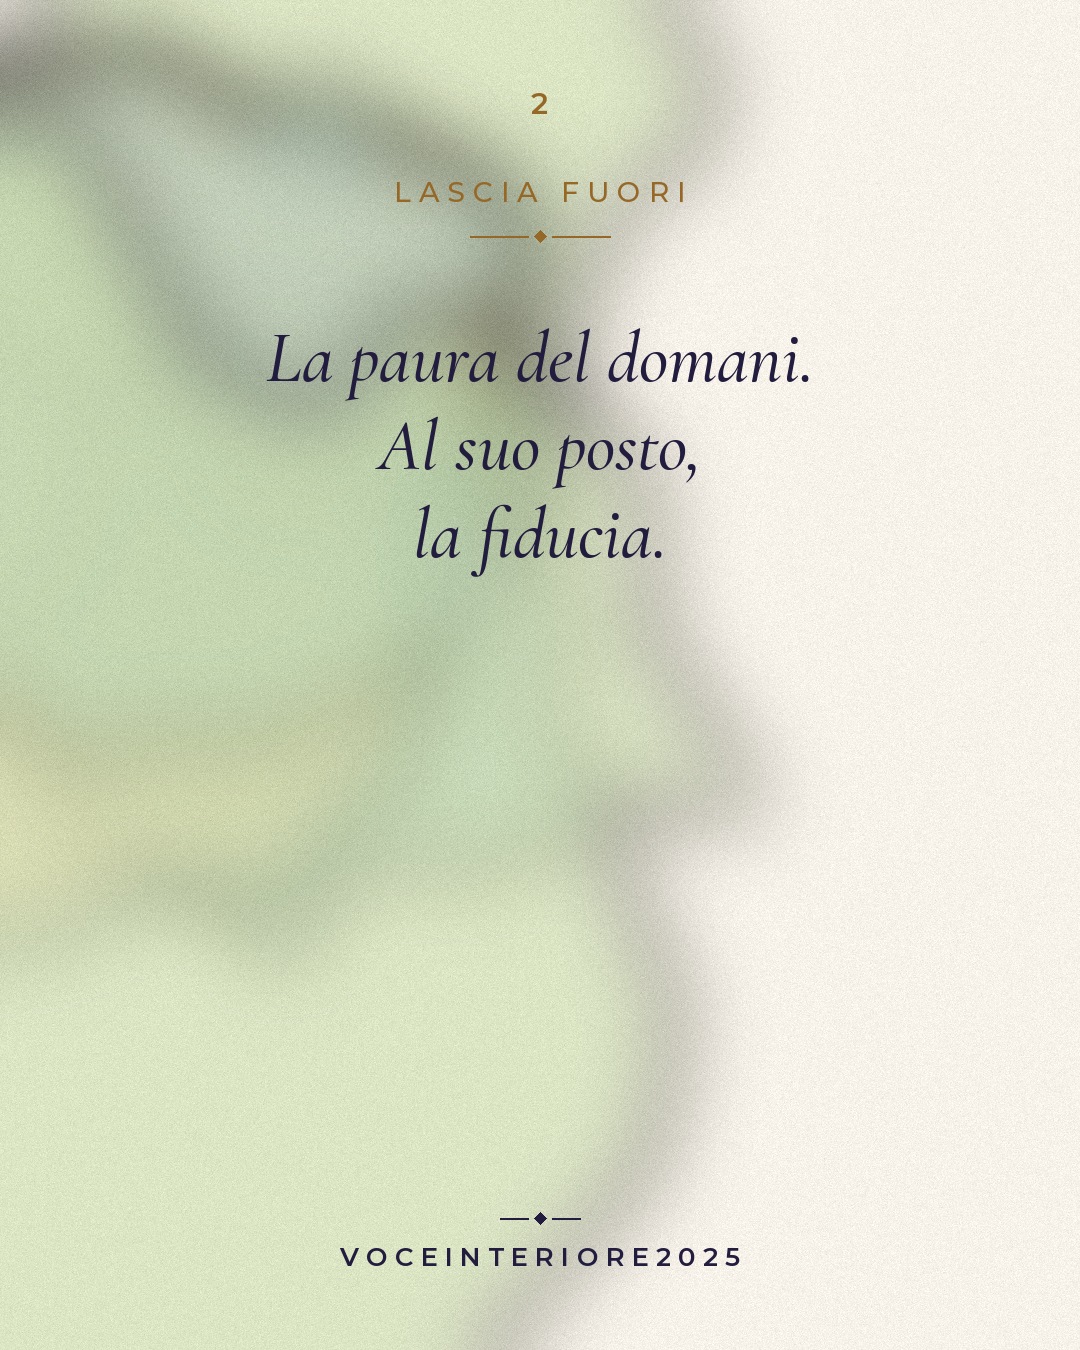 2
LASCIA FUORI
La paura del domani.
Al suo posto,
la fiducia.
VOCEINTERIORE2025